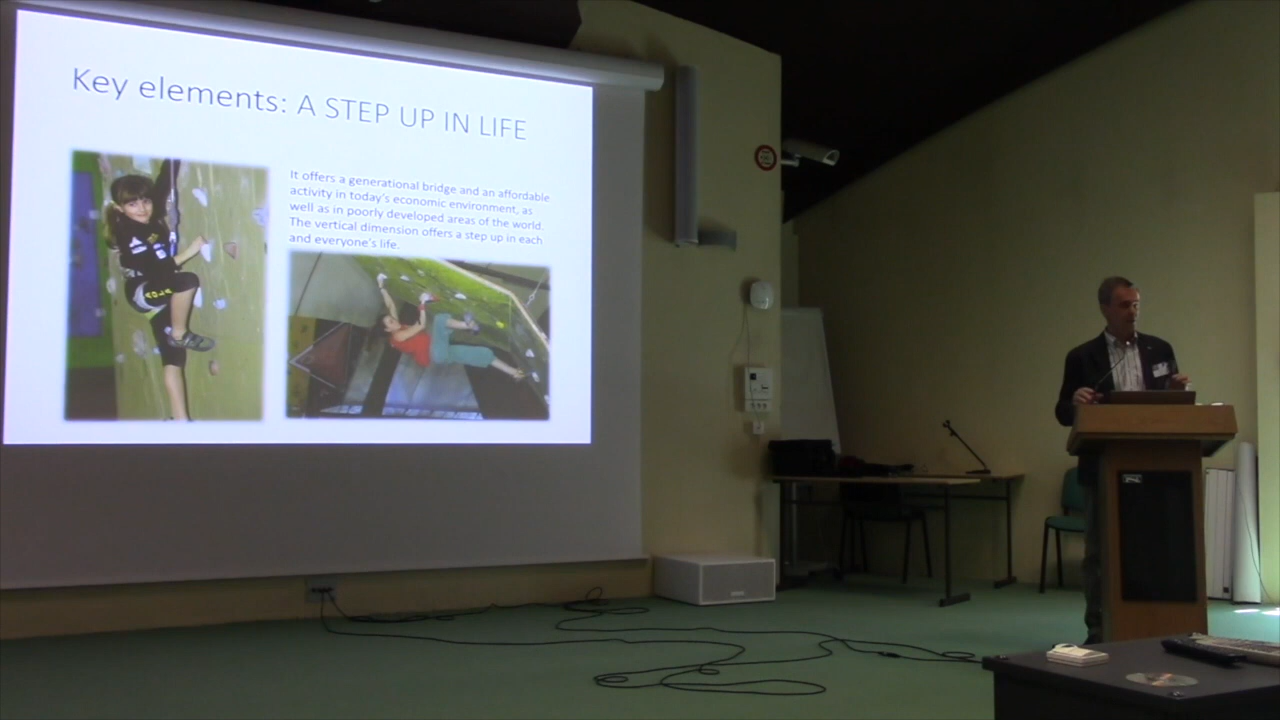 Key elements: A STEP UP IN LIFE
It offers a generational bridge and an affordable
activity in today's economic environment, as
well as in poorly developed areas of the world.
The vertical dimension offers a step up in each
and everyone's life.